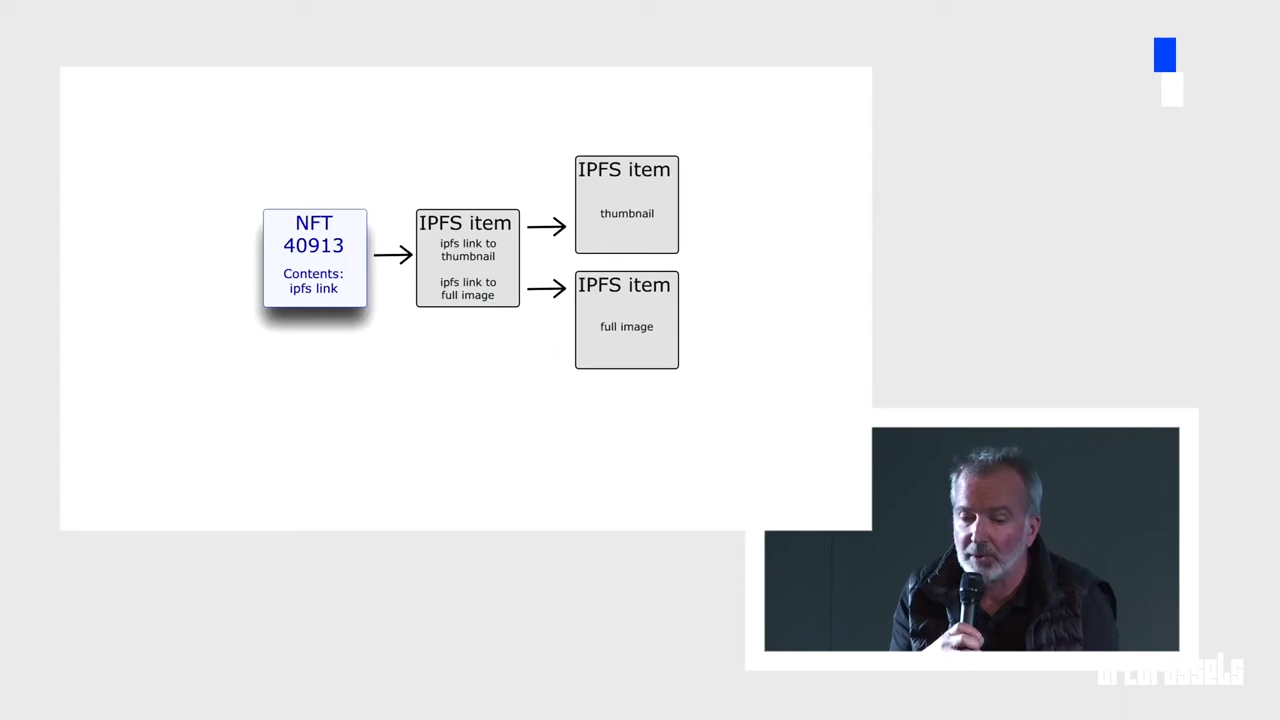 NFT
40913
Contents:
ipfs link
IPFS item
ipfs link to
thumbnail
ipfs link to
full image
IPFS item
thumbnail
IPFS item
full image